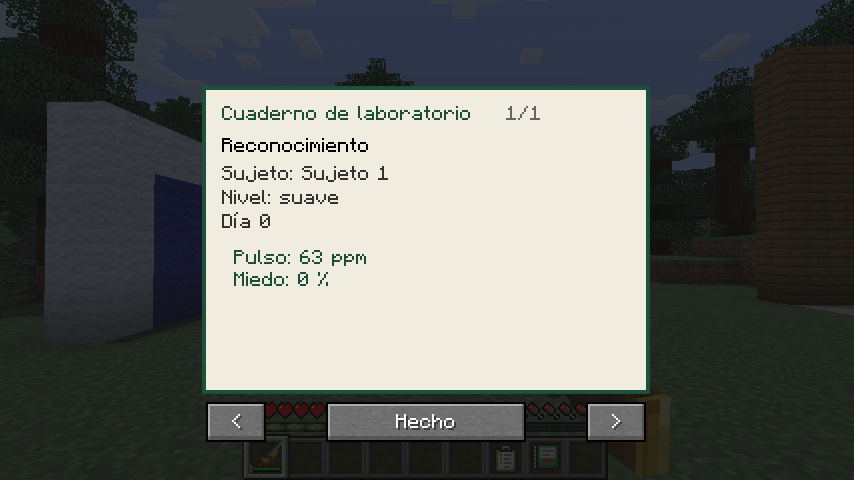 Cuaderno de laboratorio 1/1
Reconocimiento
Sujeto: Sujeto 1
Nivel: suave
Día 0
Pulso: 63 ppm
Miedo: 0 %
< Hecho >